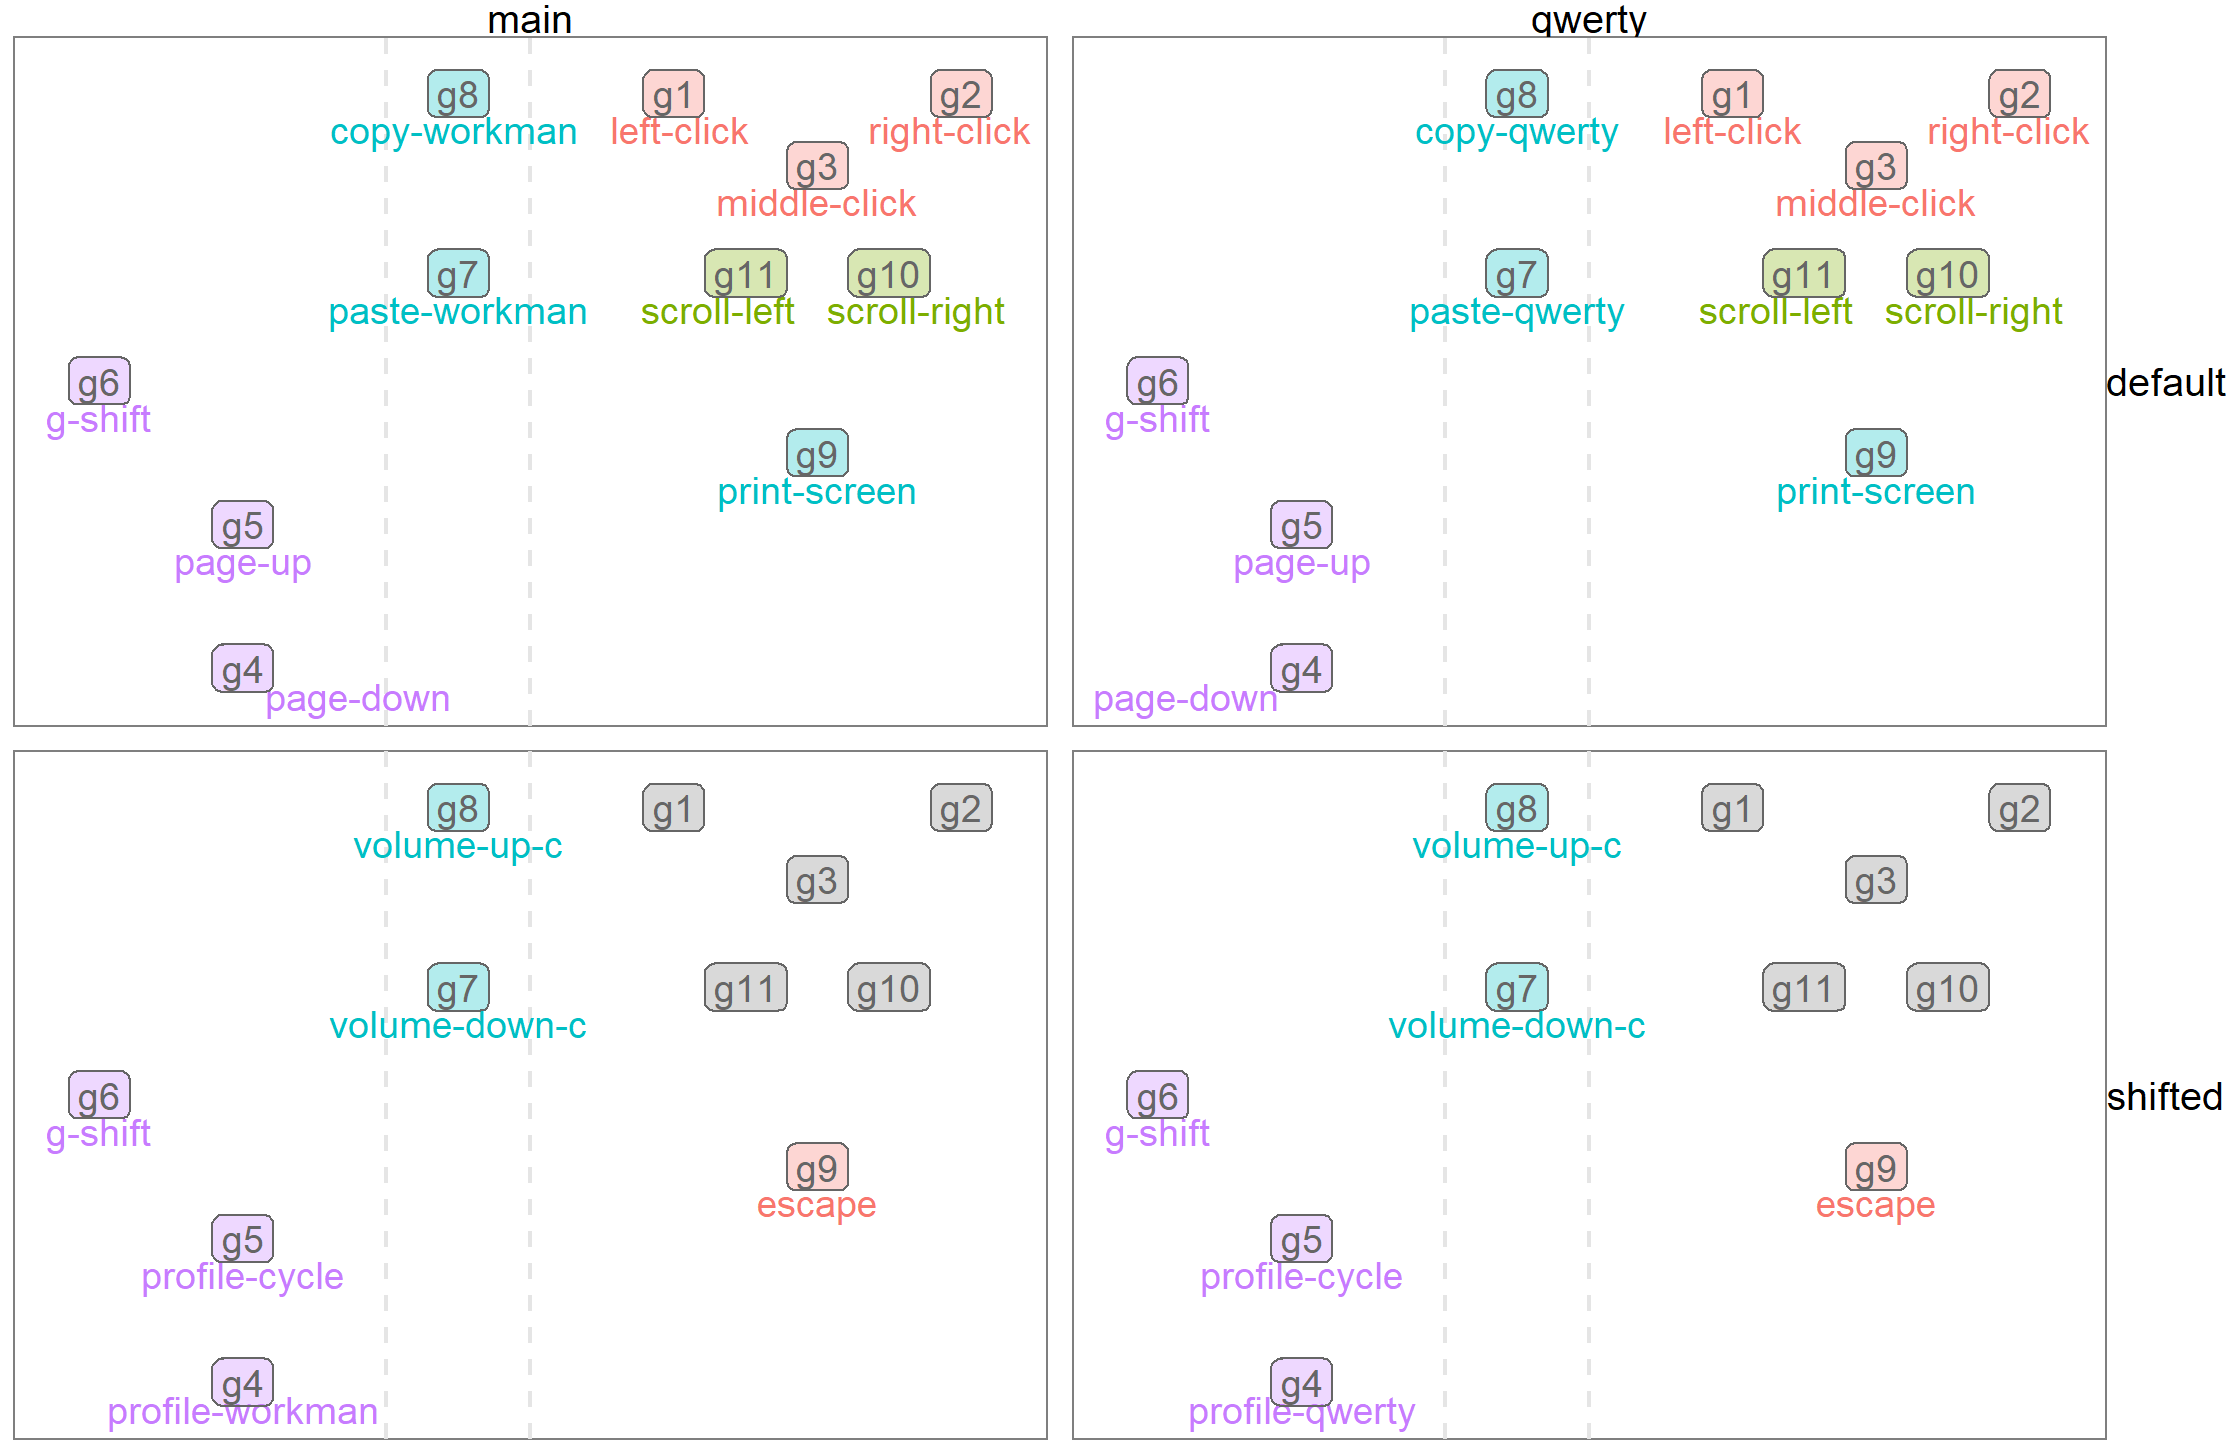 main
qwerty
g8
g1
g2
copy-workman
left-click
right-click
g3
middle-click
g7
g11
g10
paste-workman
scroll-left
scroll-right
g6
g-shift
g9
print-screen
g5
page-up
g4
page-down
g8
g1
g2
copy-qwerty
left-click
right-click
g3
middle-click
g7
g11
g10
paste-qwerty
scroll-left
scroll-right
g6
g-shift
g9
print-screen
g5
page-up
g4
page-down
default
g8
g1
g2
volume-up-c
g3
g7
g11
g10
volume-down-c
g6
g-shift
g9
escape
g5
profile-cycle
g4
profile-workman
g8
g1
g2
volume-up-c
g3
g7
g11
g10
volume-down-c
g6
g-shift
g9
escape
g5
profile-cycle
g4
profile-qwerty
shifted